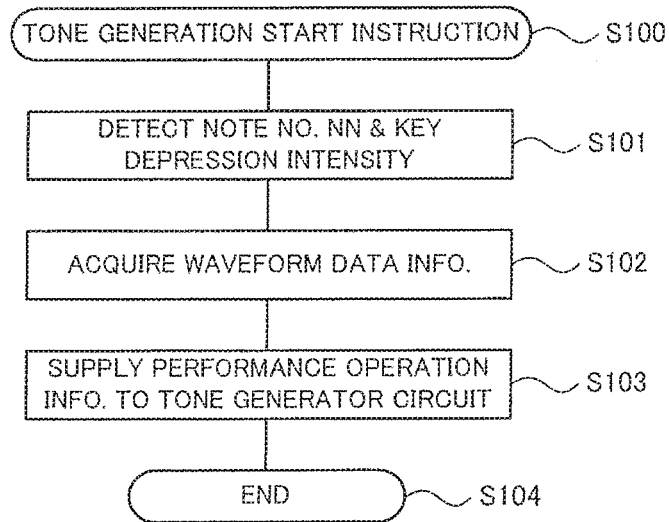 TONE GENERATION START INSTRUCTION S100
DETECT NOTE NO. NN & KEY
DEPRESSION INTENSITY
S101
ACQUIRE WAVEFORM DATA INFO. S102
SUPPLY PERFORMANCE OPERATION
INFO. TO TONE GENERATOR CIRCUIT
S103
END S104